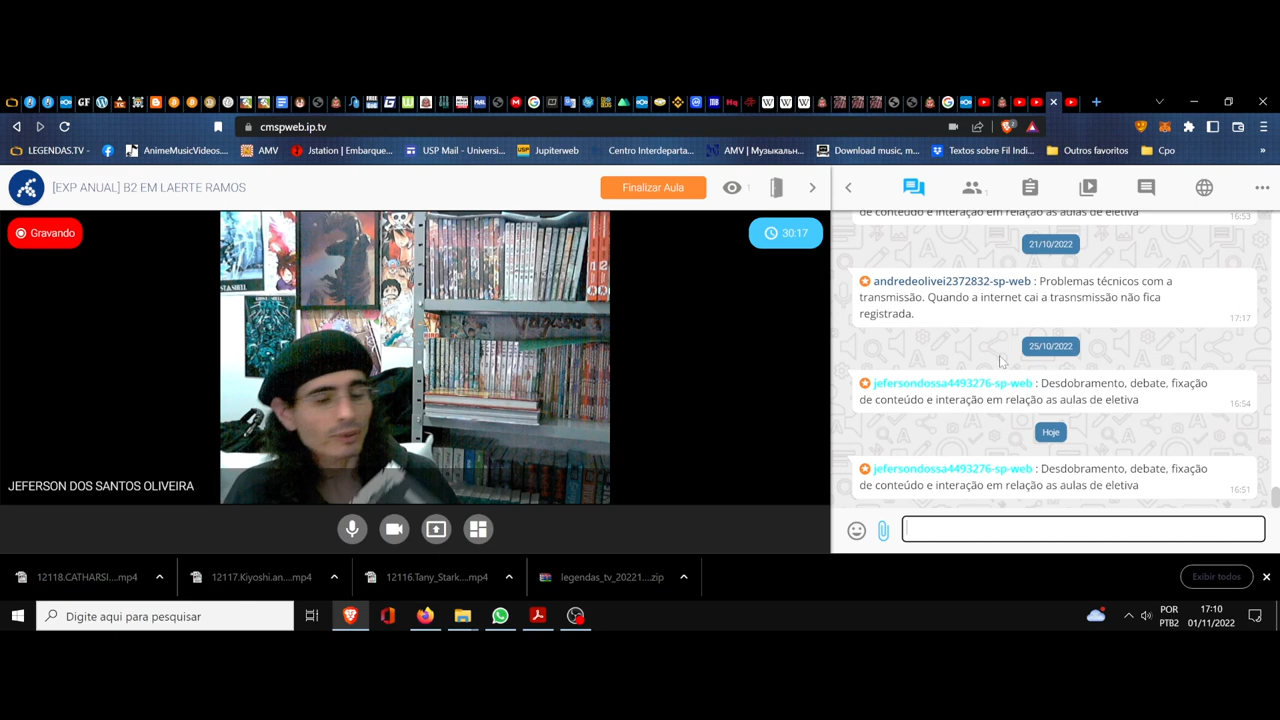 cmspweb.ip.tv
2
LEGENDAS.TV -
AnimeMusicVideos...
AMV
Jstation | Embarque...
USP Mail - Universi...
Jupiterweb
Centro Interdeparta...
AMV | Музыкальн...
Download music, m...
Textos sobre Fil Indi...
Outros favoritos
Cpo
»
[EXP ANUAL] B2 EM LAERTE RAMOS
Finalizar Aula
1
1
Gravando
30:17
JEFERSON DOS SANTOS OLIVEIRA
de conteúdo e interação em relação as aulas de eletiva
16:53
21/10/2022
andredeolivei2372832-sp-web : Problemas técnicos com a
transmissão. Quando a internet cai a trasnsmissão não fica
registrada.
17:17
25/10/2022
jefersondossa4493276-sp-web : Desdobramento, debate, fixação
de conteúdo e interação em relação as aulas de eletiva
16:54
Hoje
jefersondossa4493276-sp-web : Desdobramento, debate, fixação
de conteúdo e interação em relação as aulas de eletiva
16:51
12118.CATHARSI....mp4
12117.Kiyoshi.an....mp4
12116.Tany_Stark....mp4
legendas_tv_20221....zip
Exibir todos
Digite aqui para pesquisar
POR
PTB2
17:10
01/11/2022